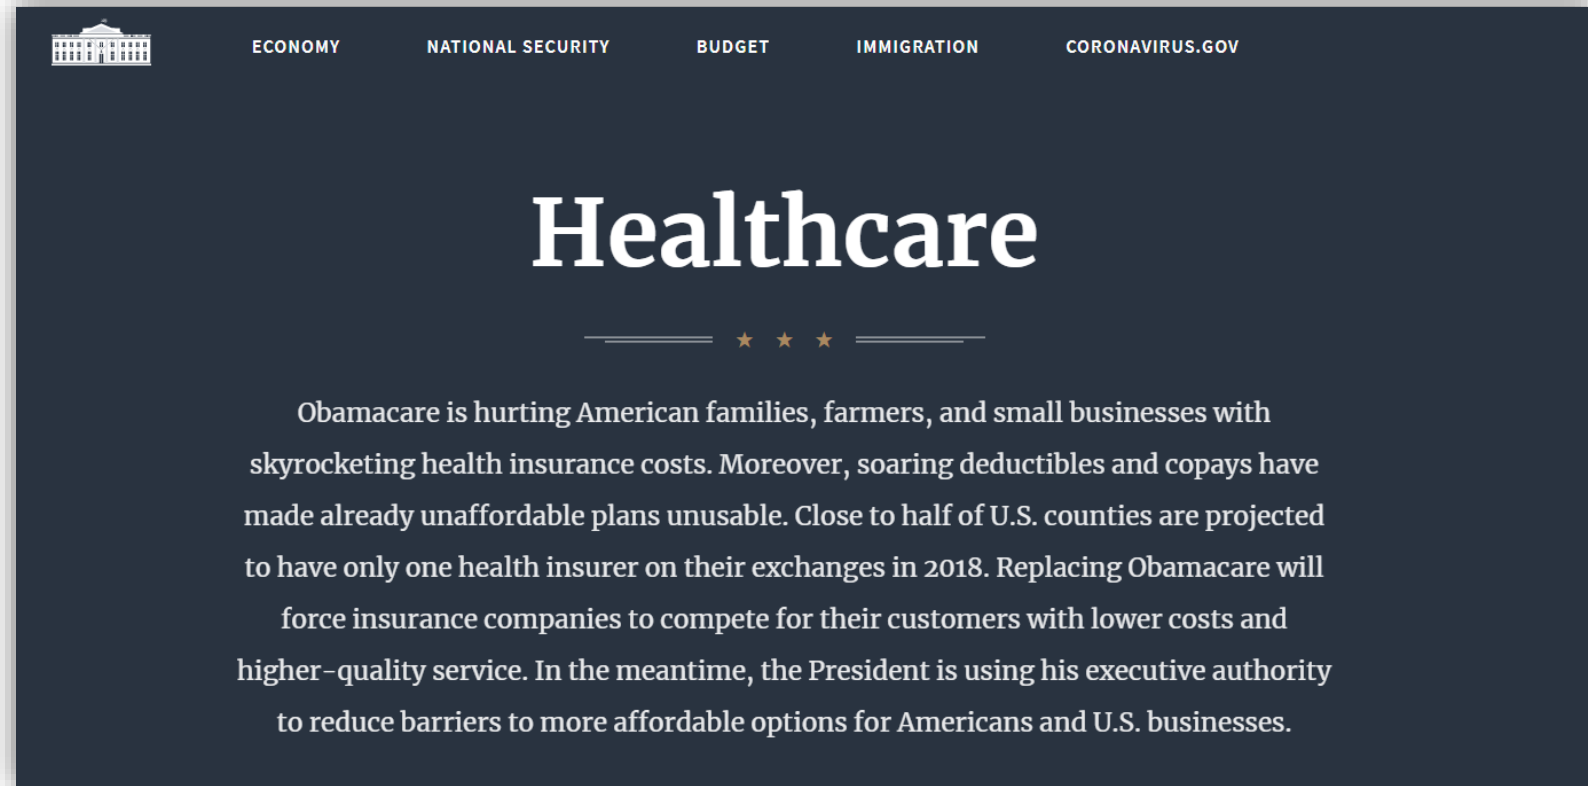 ECONOMY NATIONAL SECURITY BUDGET IMMIGRATION CORONAVIRUS.GOV
Healthcare
Obamacare is hurting American families, farmers, and small businesses with
skyrocketing health insurance costs. Moreover, soaring deductibles and copays have
made already unaffordable plans unusable. Close to half of U.S. counties are projected
to have only one health insurer on their exchanges in 2018. Replacing Obamacare will
force insurance companies to compete for their customers with lower costs and
higher-quality service. In the meantime, the President is using his executive authority
to reduce barriers to more affordable options for Americans and U.S. businesses.